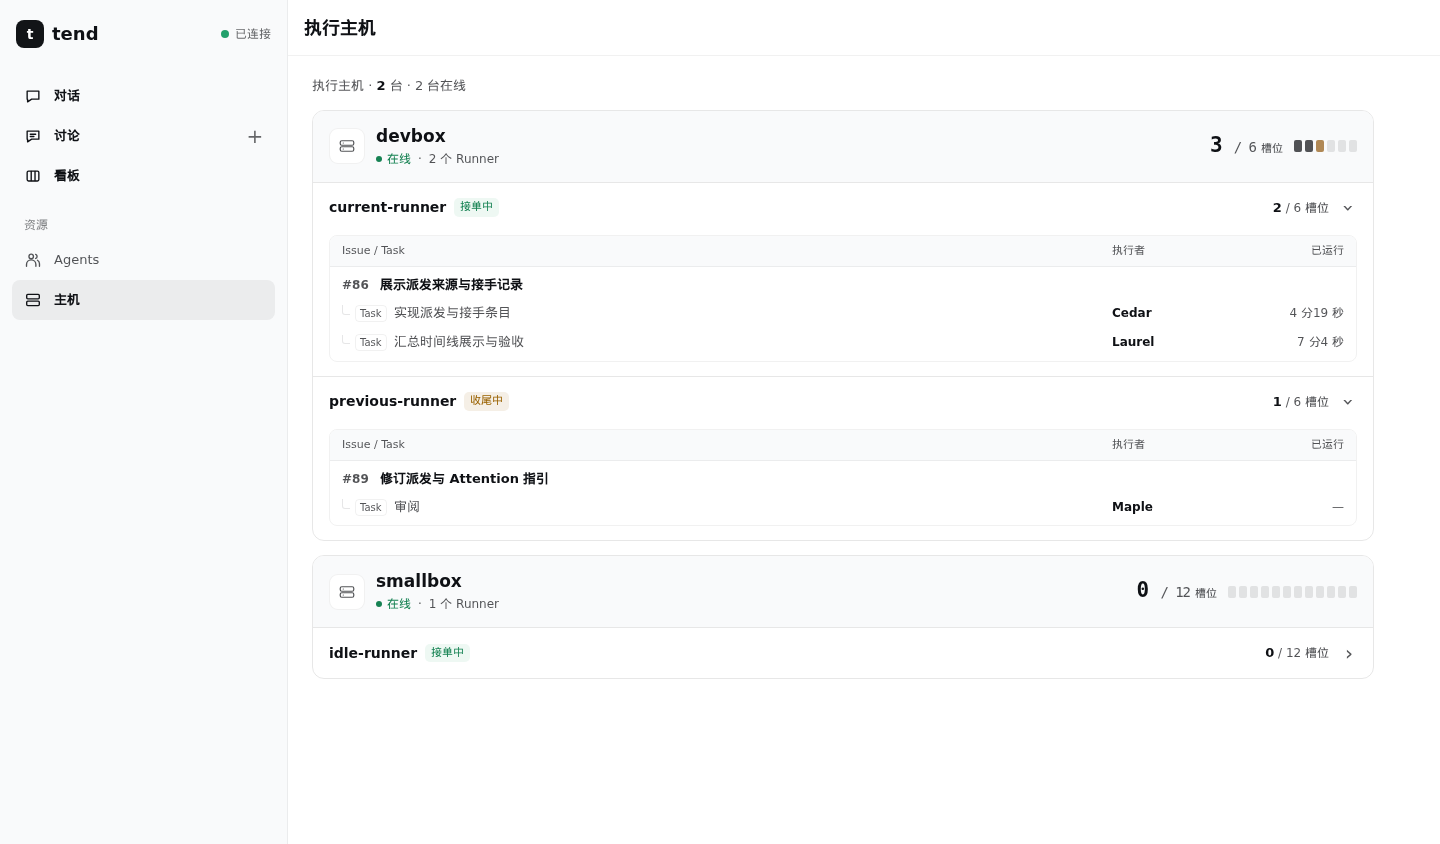 t tend 已连接
对话
讨论 +
看板
资源
Agents
主机
执行主机
执行主机 · 2 台 · 2 台在线
devbox
在线 · 2 个 Runner
3 / 6 槽位
current-runner 接单中 2 / 6 槽位
Issue / Task 执行者 已运行
#86 展示派发来源与接手记录
Task 实现派发与接手条目 Cedar 4 分19 秒
Task 汇总时间线展示与验收 Laurel 7 分4 秒
previous-runner 收尾中 1 / 6 槽位
Issue / Task 执行者 已运行
#89 修订派发与 Attention 指引
Task 审阅 Maple —
smallbox
在线 · 1 个 Runner
0 / 12 槽位
idle-runner 接单中 0 / 12 槽位